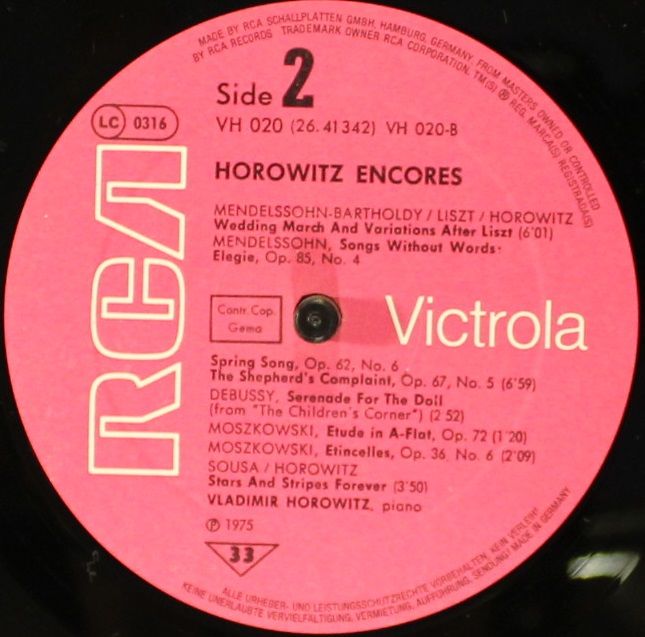 MADE BY RCA SCHALLPLATTEN GMBH, HAMBURG, GERMANY, FROM MASTERS OWNED OR CONTROLLED
BY RCA RECORDS TRADEMARK OWNER RCA CORPORATION, TM(S) ® REG. MARCA(S) REGISTRADA(S)
Side 2
LC 0316
VH 020 (26.41342) VH 020-B
HOROWITZ ENCORES
MENDELSSOHN-BARTHOLDY / LISZT / HOROWITZ
Wedding March And Variations After Liszt (6'01)
MENDELSSOHN, Songs Without Words:
Elegie, Op. 85, No. 4
RCA
Contr. Cop.
Gema
Victrola
Spring Song, Op. 62, No. 6
The Shepherd's Complaint, Op. 67, No. 5 (6'59)
DEBUSSY, Serenade For The Doll
(from "The Children's Corner") (2'52)
MOSZKOWSKI, Etude in A-Flat, Op. 72 (1'20)
MOSZKOWSKI, Etincelles, Op. 36, No. 6 (2'09)
SOUSA / HOROWITZ
Stars And Stripes Forever (3'50)
VLADIMIR HOROWITZ, piano
℗ 1975
33
ALLE URHEBER- UND LEISTUNGSSCHUTZRECHTE VORBEHALTEN, KEIN VERLEIH!
KEINE UNERLAUBTE VERVIELFÄLTIGUNG, VERMIETUNG, AUFFÜHRUNG, SENDUNG! MADE IN GERMANY